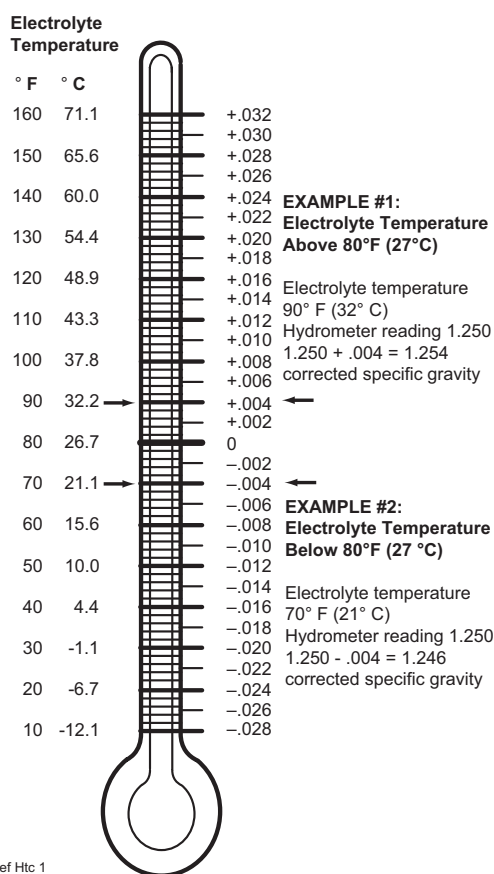 Electrolyte
Temperature
° F ° C
160 71.1 +.032
+.030
150 65.6 +.028
+.026
140 60.0 +.024
+.022
130 54.4 +.020
+.018
120 48.9 +.016
+.014
110 43.3 +.012
+.010
100 37.8 +.008
+.006
90 32.2 +.004
+.002
80 26.7 0
–.002
70 21.1 –.004
–.006
60 15.6 –.008
–.010
50 10.0 –.012
–.014
40 4.4 –.016
–.018
30 -1.1 –.020
–.022
20 -6.7 –.024
–.026
10 -12.1 –.028
EXAMPLE #1:
Electrolyte Temperature
Above 80°F (27°C)
Electrolyte temperature
90° F (32° C)
Hydrometer reading 1.250
1.250 + .004 = 1.254
corrected specific gravity
EXAMPLE #2:
Electrolyte Temperature
Below 80°F (27 °C)
Electrolyte temperature
70° F (21° C)
Hydrometer reading 1.250
1.250 - .004 = 1.246
corrected specific gravity
ef Htc 1